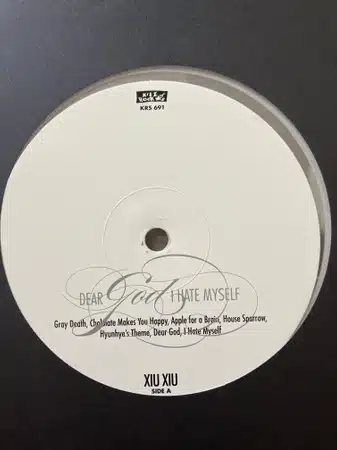 KILL
ROCK
KRS 691
DEAR God I HATE MYSELF
Gray Death, Chocolate Makes You Happy, Apple for a Brain, House Sparrow,
Hyunhye's Theme, Dear God, I Hate Myself
XIU XIU
SIDE A